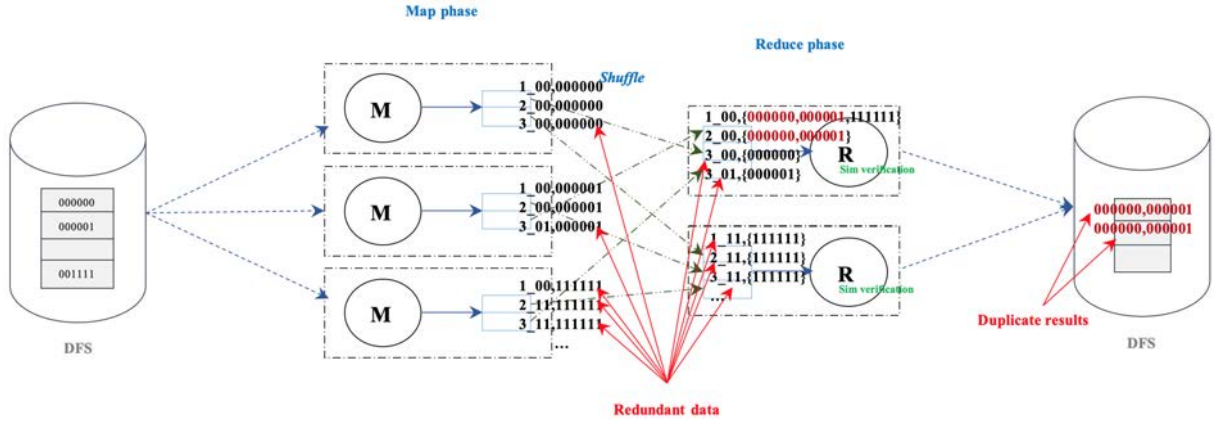 Map phase
Reduce phase
Shuffle
000000
000001
001111
DFS
M
1_00,000000
2_00,000000
3_00,000000
M
1_00,000001
2_00,000001
3_01,000001
M
1_00,111111
2_11,111111
3_11,111111
...
1_00,{000000,000001,111111}
2_00,{000000,000001}
3_00,{000000}
3_01,{000001}
R
Sim verification
1_11,{111111}
2_11,{111111}
3_11,{111111}
...
R
Sim verification
000000,000001
000000,000001
Duplicate results
DFS
Redundant data